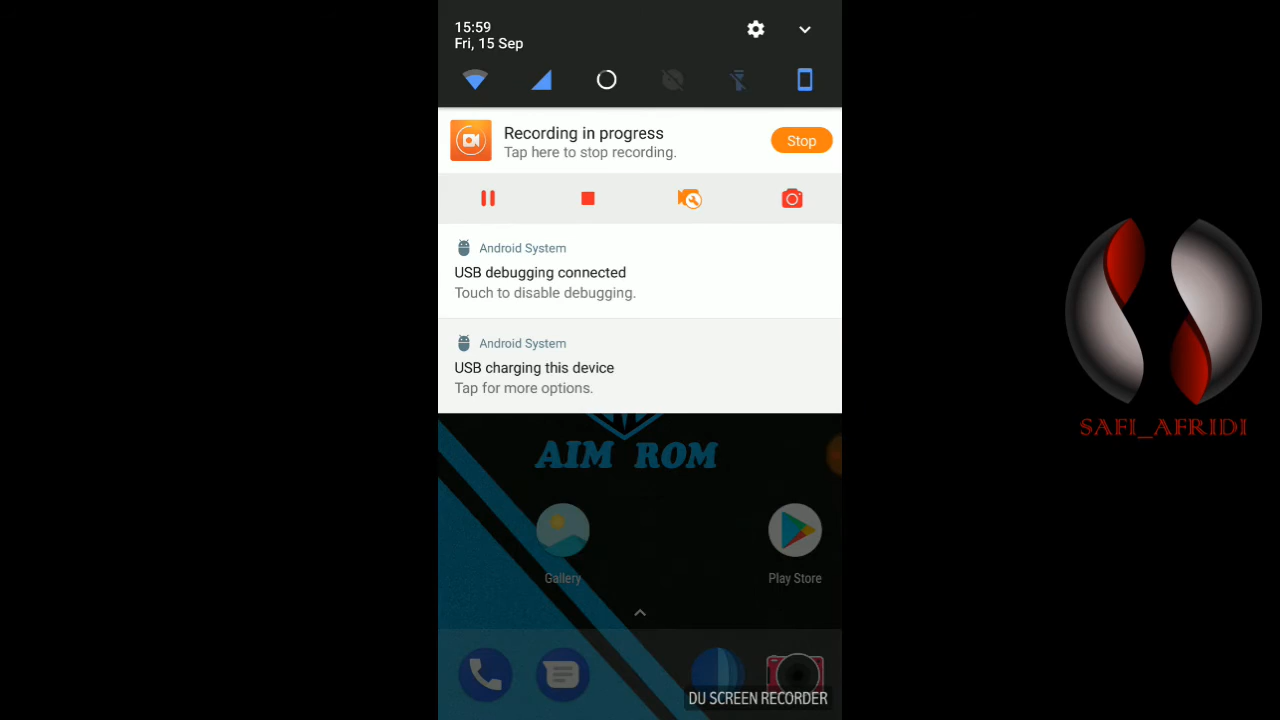 15:59
Fri, 15 Sep
Recording in progress
Tap here to stop recording.
Stop
Android System
USB debugging connected
Touch to disable debugging.
Android System
USB charging this device
Tap for more options.
AIM ROM
SAFI_AFRIDI
Gallery
Play Store
DU SCREEN RECORDER